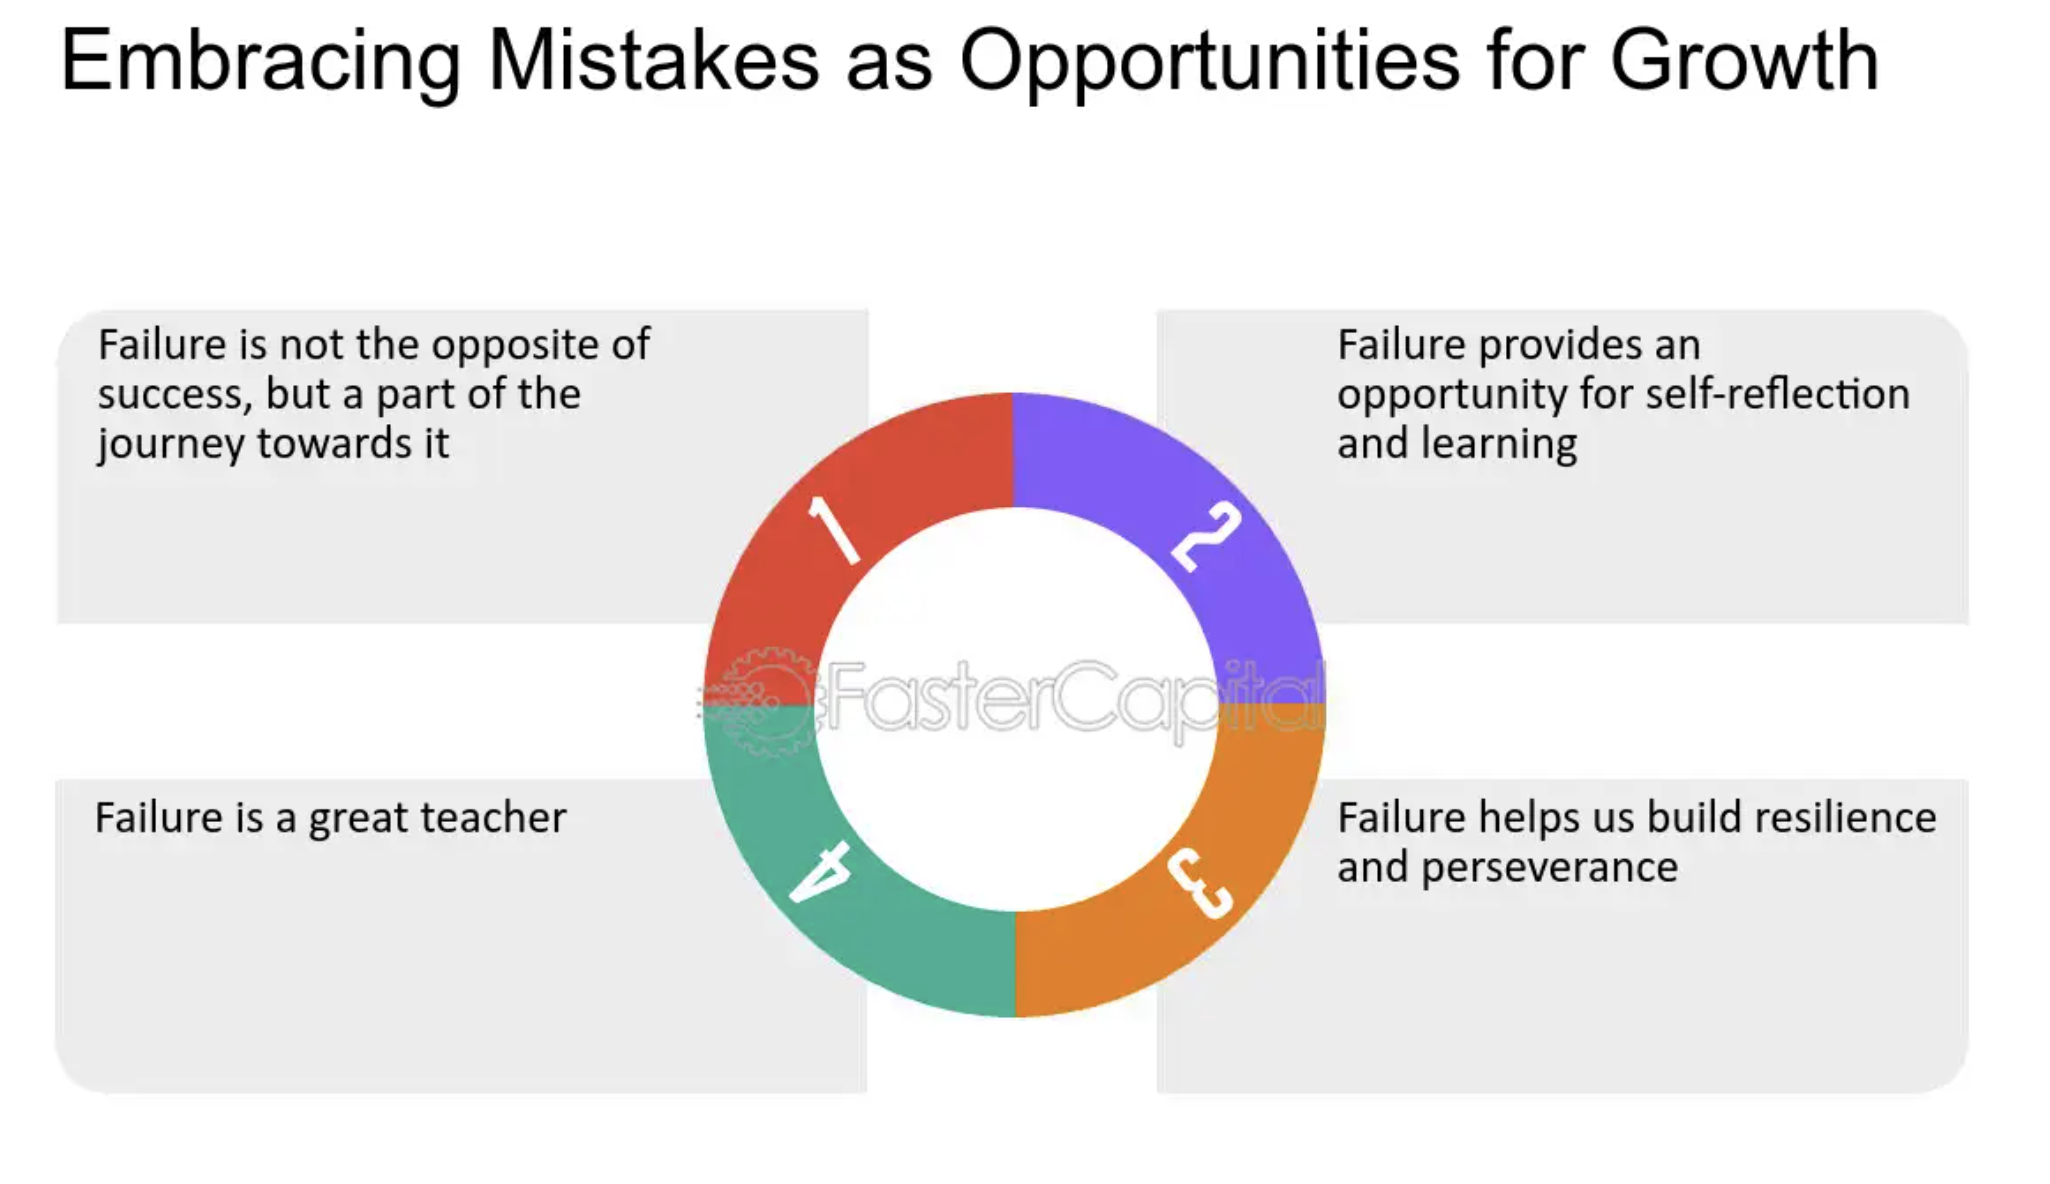 Embracing Mistakes as Opportunities for Growth
Failure is not the opposite of
success, but a part of the
journey towards it
1
Failure provides an
opportunity for self-reflection
and learning
2
FasterCapital
Failure is a great teacher
4
Failure helps us build resilience
and perseverance
3